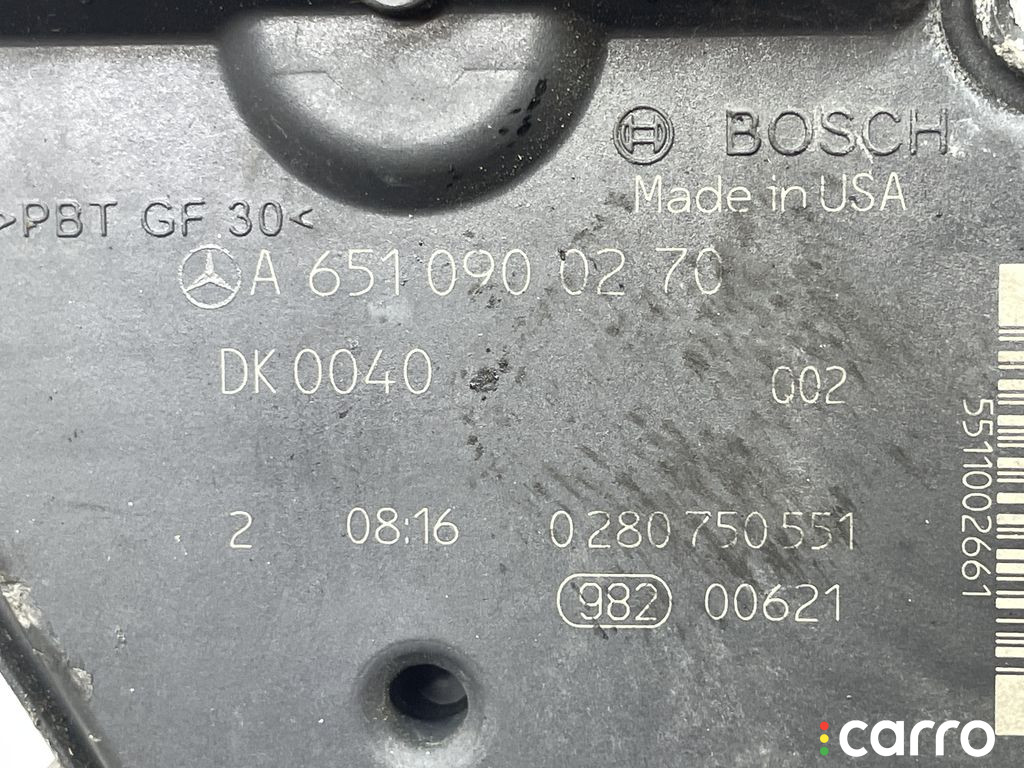 BOSCH
Made in USA
>PBT GF 30<
A 651 090 02 70
DK 0040 Q02
2 08:16 0 280 750 551
982 00621
5511002661
carro